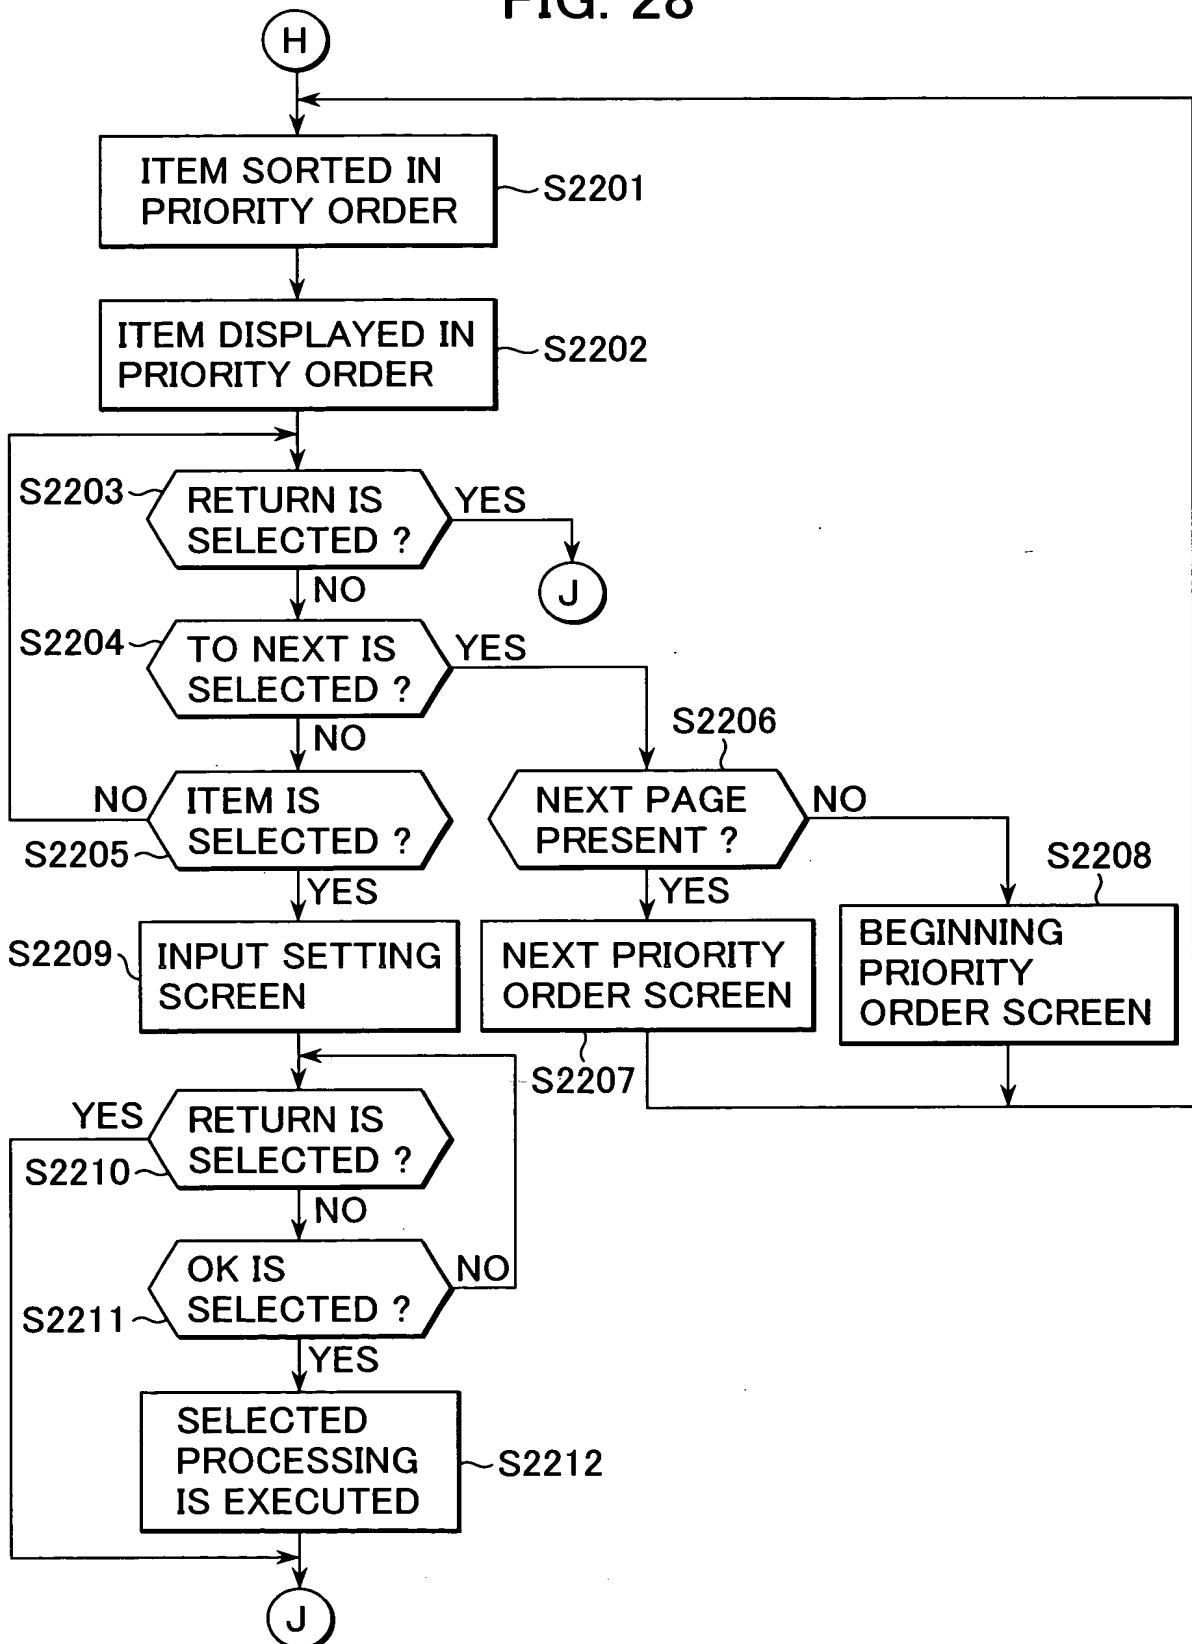 FIG. 28
H
ITEM SORTED IN
PRIORITY ORDER
S2201
ITEM DISPLAYED IN
PRIORITY ORDER
S2202
S2203
RETURN IS
SELECTED ?
YES
J
NO
S2204
TO NEXT IS
SELECTED ?
YES
NO
S2206
NO
ITEM IS
SELECTED ?
S2205
NEXT PAGE
PRESENT ?
NO
S2208
YES
YES
S2209
INPUT SETTING
SCREEN
NEXT PRIORITY
ORDER SCREEN
BEGINNING
PRIORITY
ORDER SCREEN
S2207
YES
RETURN IS
SELECTED ?
S2210
NO
OK IS
SELECTED ?
NO
S2211
YES
SELECTED
PROCESSING
IS EXECUTED
S2212
J